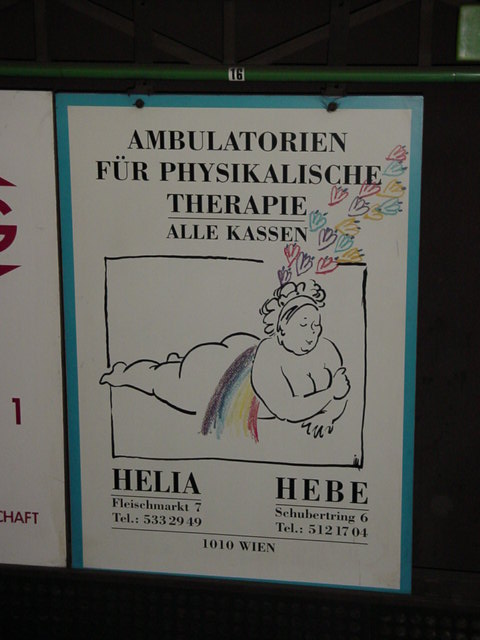 16
AMBULATORIEN
FÜR PHYSIKALISCHE
THERAPIE
ALLE KASSEN
HELIA
Fleischmarkt 7
Tel.: 533 29 49
HEBE
Schubertring 6
Tel.: 512 17 04
1010 WIEN
G
1
CHAFT